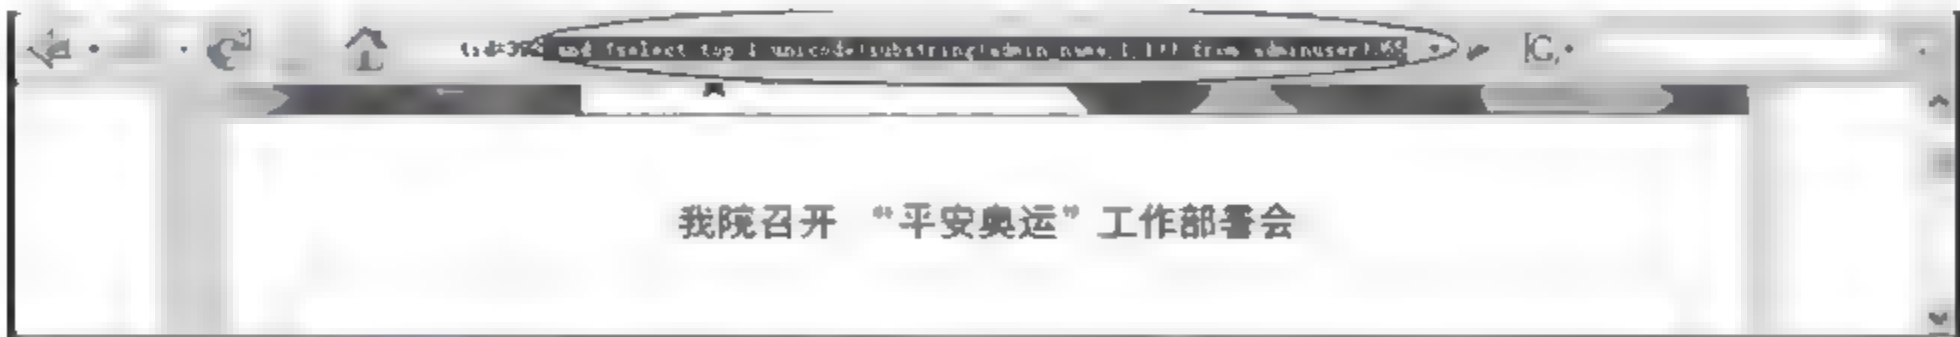 and (select top 1 unicode(substring(admin_name,1,1)) from adminuser)
我院召开“平安奥运”工作部署会